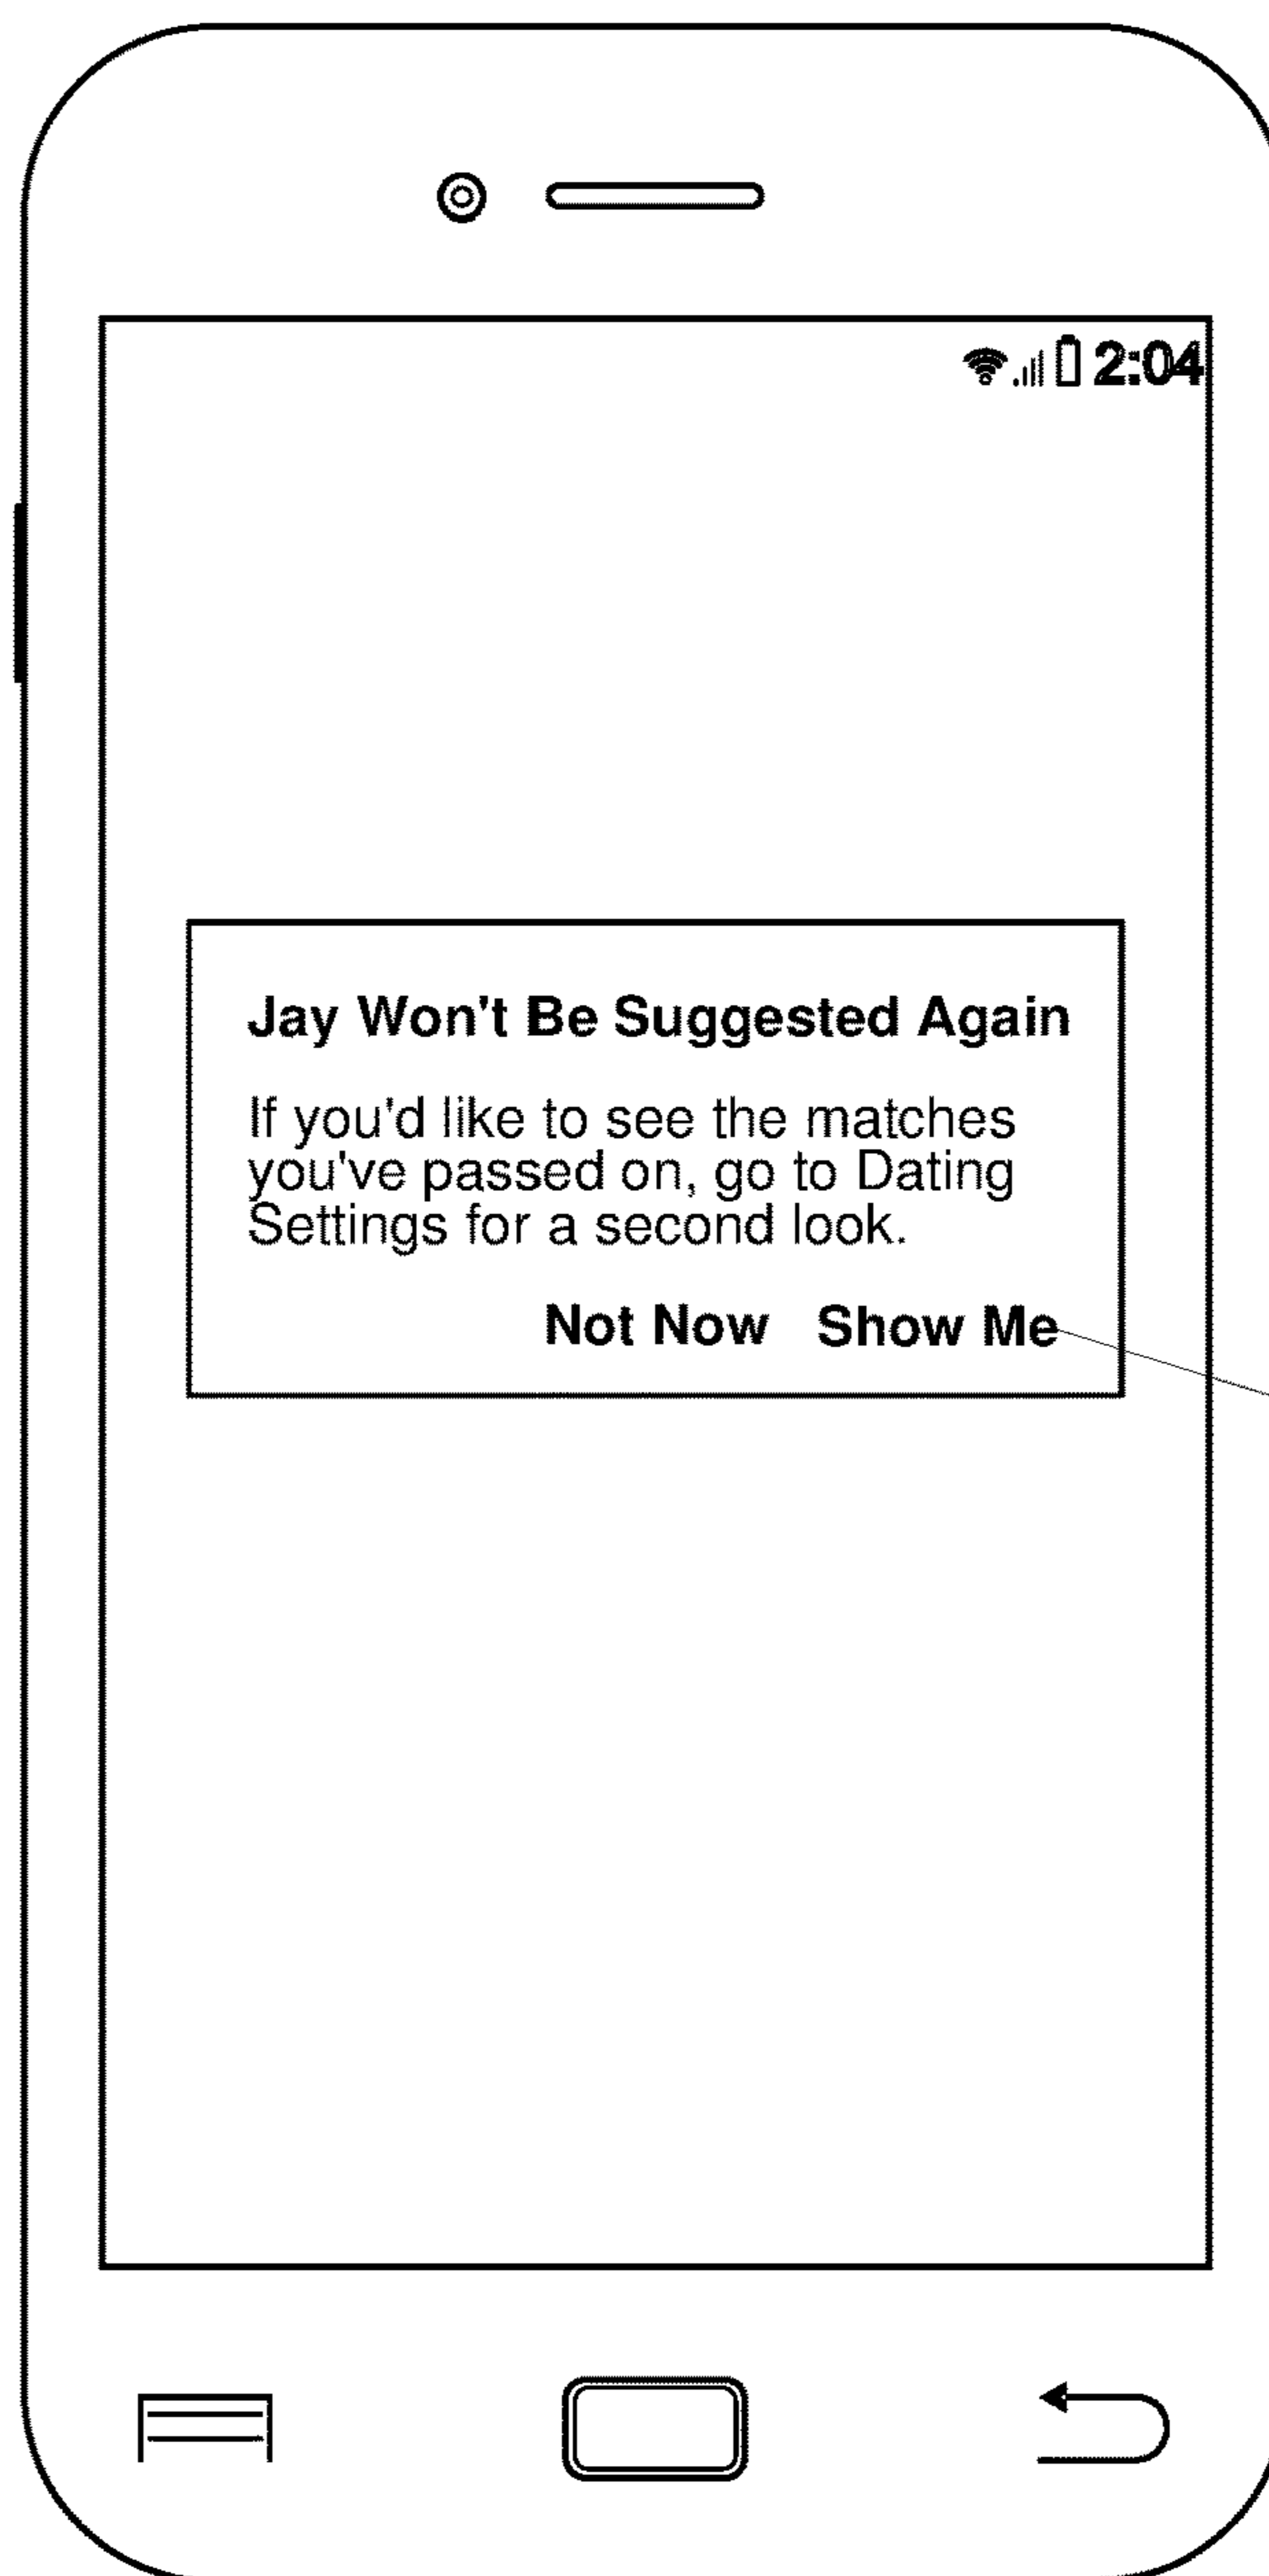 2:04
Jay Won't Be Suggested Again
If you'd like to see the matches
you've passed on, go to Dating
Settings for a second look.
Not Now Show Me